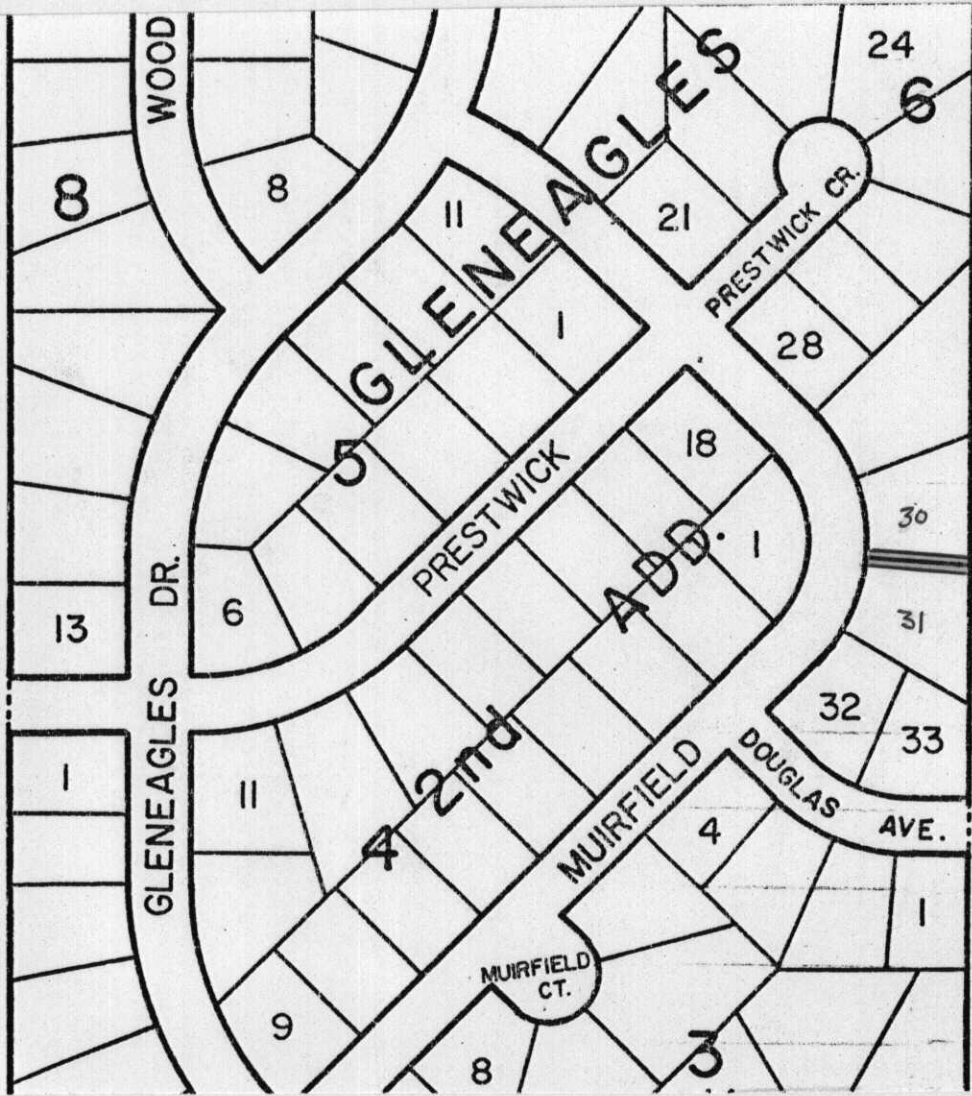 WOOD
24
6
8
8
GLENEAGLES
11
21
PRESTWICK CR.
1
28
5
18
PRESTWICK
30
ADD.
1
GLENEAGLES DR.
6
13
31
32
33
2nd
1
11
MUIRFIELD
DOUGLAS AVE.
4
4
1
MUIRFIELD
CT.
9
3
8